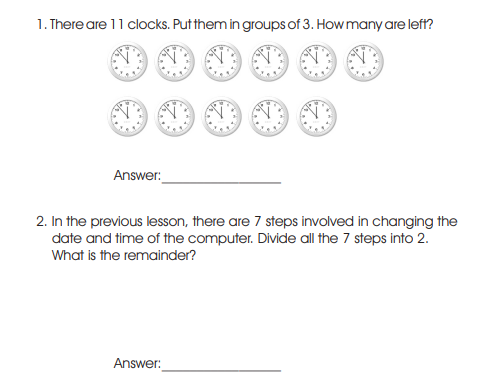 1. There are 11 clocks. Put them in groups of 3. How many are left?
Answer:
2. In the previous lesson, there are 7 steps involved in changing the
date and time of the computer. Divide all the 7 steps into 2.
What is the remainder?
Answer: